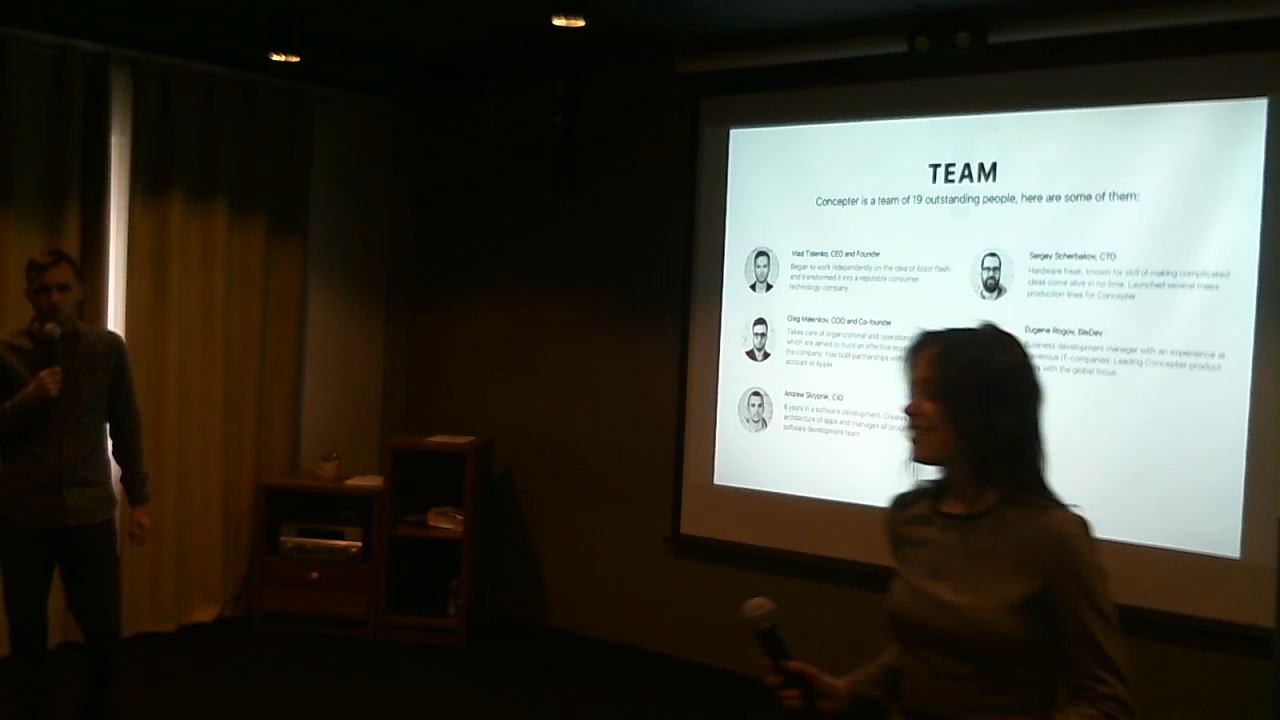 TEAM
Concepter is a team of 19 outstanding people, here are some of them:
Vlad Tislenko, CEO and Founder
Began to work independently on the idea of iblazr flash
and transformed it into a reputable consumer
technology company.
Oleg Malenkov, COO and Co-founder
Takes care of organizational and operational
which are aimed to build an effective
the company. Has built partnerships
account at Apple.
Andrew Skrypnik, CIO
6 years in a software development. Creates
architecture of apps and manages all
software development team.
Sergey Scherbakov, CTO
Hardware freak, known for skill of making complicated
ideas come alive in no time. Launched several mass
production lines for Concepter.
Eugene Rogov, BisDev
business development manager with an experience at
IT-companies. Leading Concepter product
with the global focus.